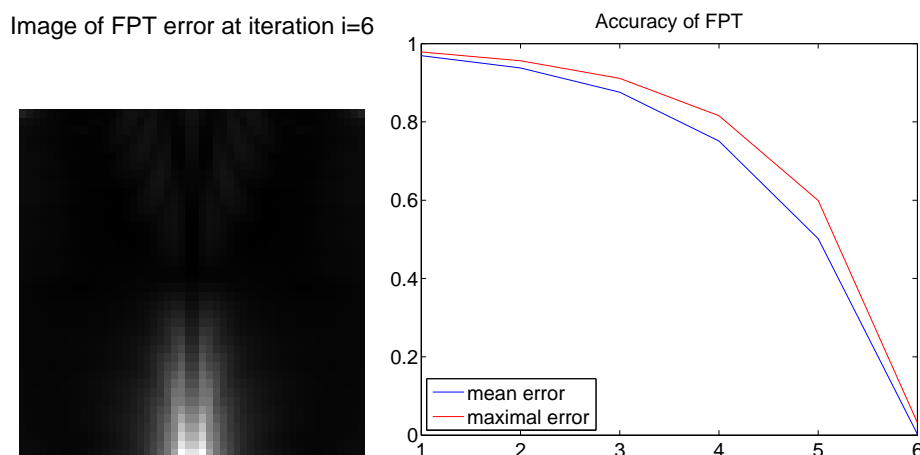 Image of FPT error at iteration i=6
Accuracy of FPT
1
0.8
0.6
0.4
0.2
0
mean error
maximal error
1 2 3 4 5 6